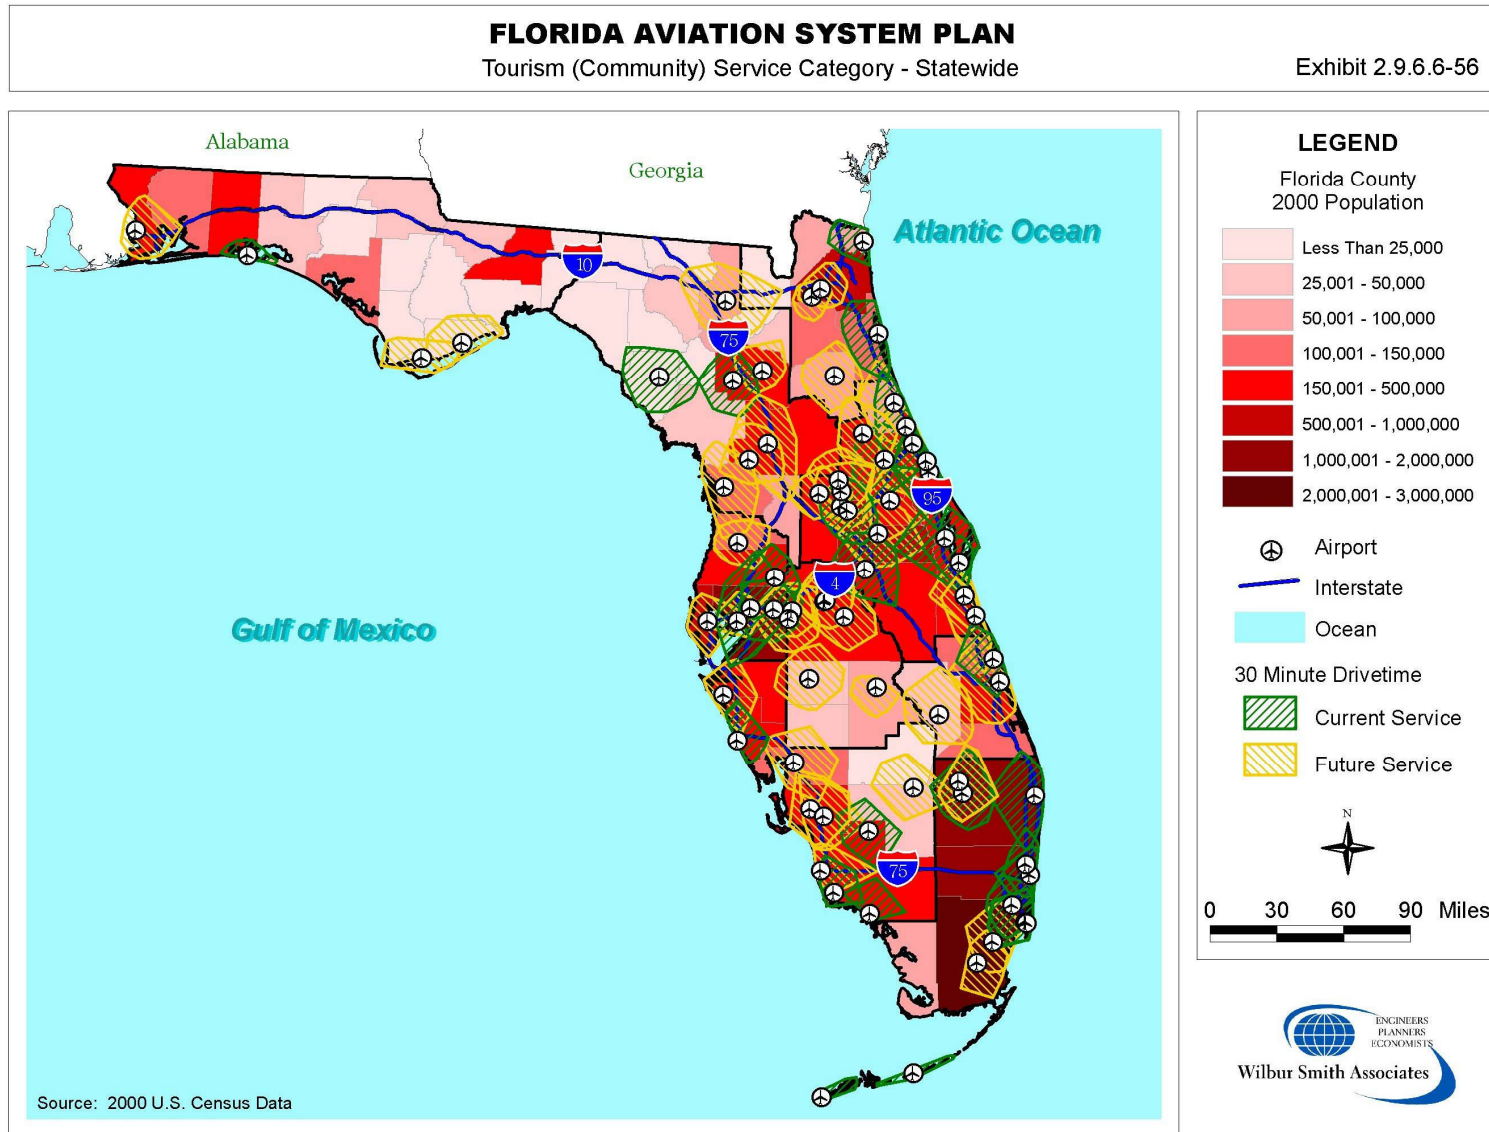 FLORIDA AVIATION SYSTEM PLAN
Tourism (Community) Service Category - Statewide
Exhibit 2.9.6.6-56
Alabama
Georgia
Atlantic Ocean
10
75
95
4
Gulf of Mexico
75
Source: 2000 U.S. Census Data
LEGEND
Florida County
2000 Population
Less Than 25,000
25,001 - 50,000
50,001 - 100,000
100,001 - 150,000
150,001 - 500,000
500,001 - 1,000,000
1,000,001 - 2,000,000
2,000,001 - 3,000,000
Airport
Interstate
Ocean
30 Minute Drivetime
Current Service
Future Service
N
0 30 60 90 Miles
ENGINEERS
PLANNERS
ECONOMISTS
Wilbur Smith Associates